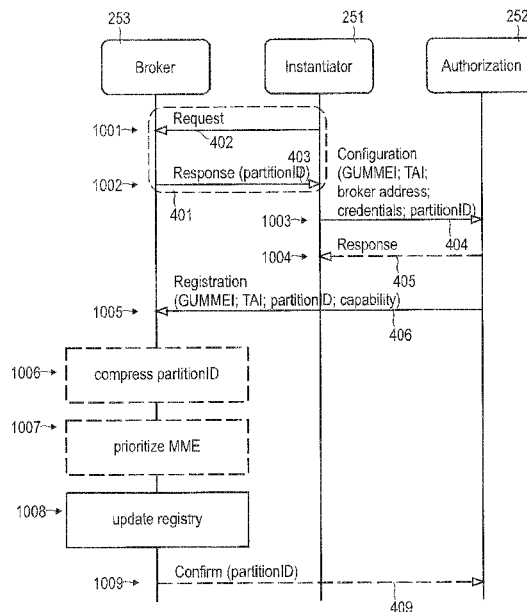 253
251
252
Broker
Instantiator
Authorization
1001
Request
402
403
Configuration
(GUMMEI; TAI;
broker address;
credentials; partitionID)
1002
Response (partitionID)
401
1003
404
1004
Response
405
Registration
(GUMMEI; TAI; partitionID; capability)
1005
406
1006
compress partitionID
1007
prioritize MME
1008
update registry
1009
Confirm (partitionID)
409